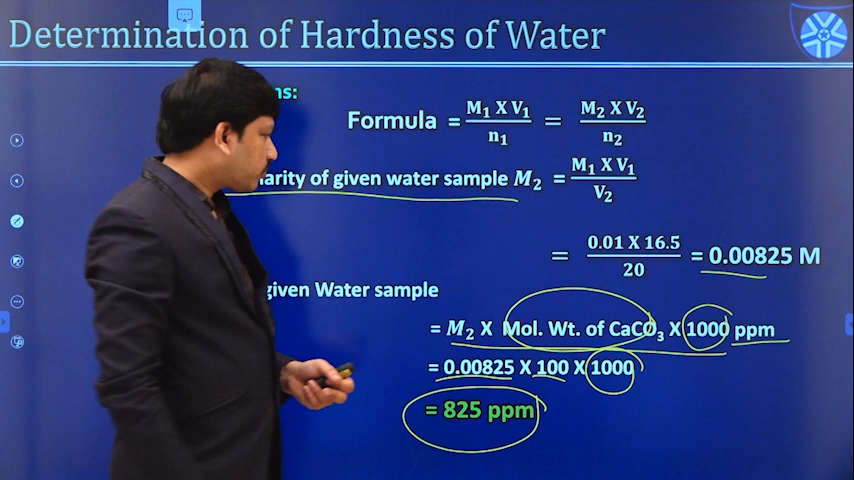 Determination of Hardness of Water
ns:
Formula = M₁ X V₁ / n₁ = M₂ X V₂ / n₂
larity of given water sample M₂ = M₁ X V₁ / V₂
= 0.01 X 16.5 / 20 = 0.00825 M
given Water sample
= M₂ X Mol. Wt. of CaCO₃ X 1000 ppm
= 0.00825 X 100 X 1000
= 825 ppm